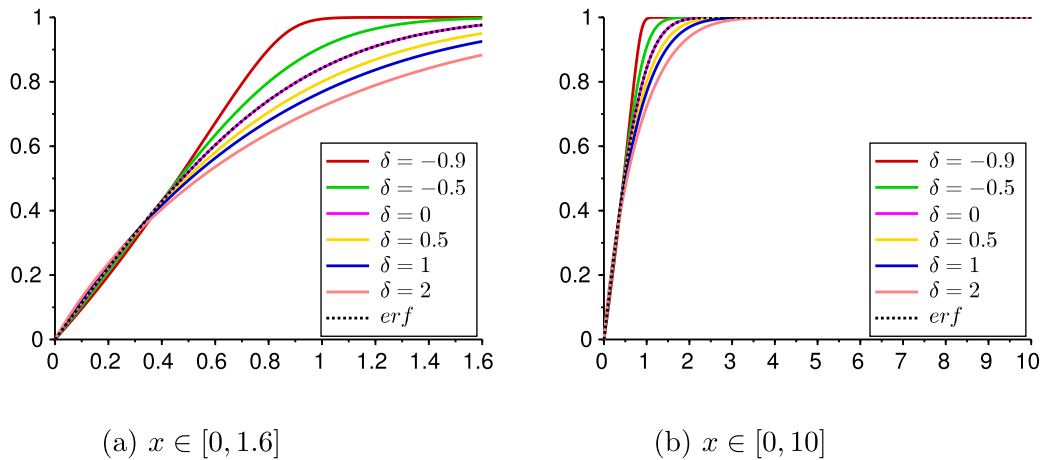 1
0.8
0.6
0.4
0.2
0
0 0.2 0.4 0.6 0.8 1 1.2 1.4 1.6
δ = −0.9
δ = −0.5
δ = 0
δ = 0.5
δ = 1
δ = 2
erf
(a) x ∈ [0, 1.6]
1
0.8
0.6
0.4
0.2
0
0 1 2 3 4 5 6 7 8 9 10
δ = −0.9
δ = −0.5
δ = 0
δ = 0.5
δ = 1
δ = 2
erf
(b) x ∈ [0, 10]